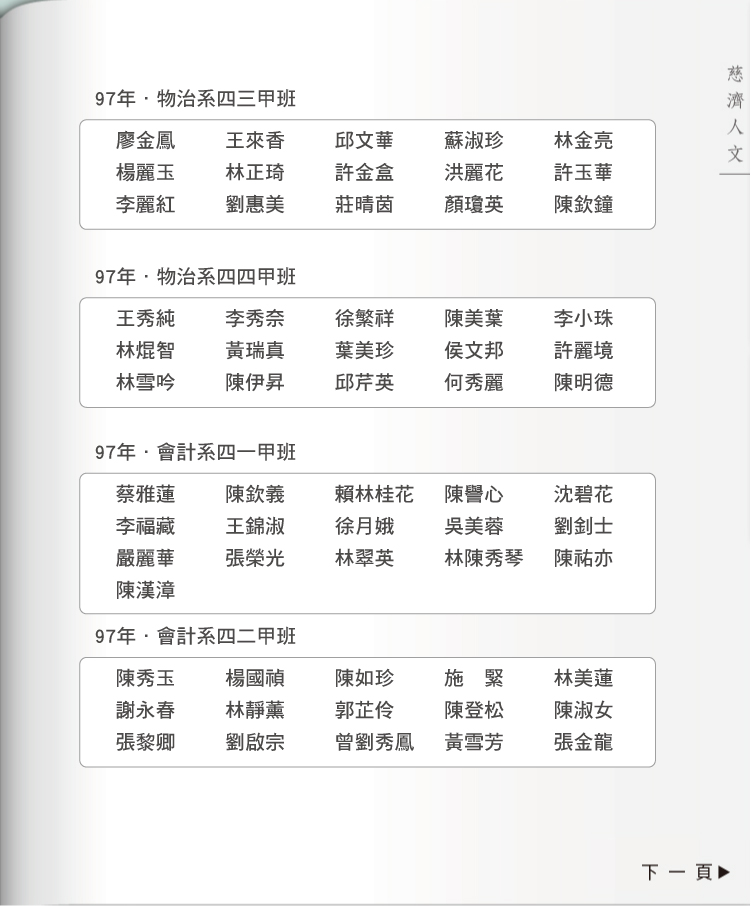 慈濟人文
97年．物治系四三甲班
廖金鳳 王來香 邱文華 蘇淑珍 林金亮
楊麗玉 林正琦 許金盒 洪麗花 許玉華
李麗紅 劉惠美 莊晴茵 顏瓊英 陳欽鐘
97年．物治系四四甲班
王秀純 李秀奈 徐繁祥 陳美葉 李小珠
林焜智 黃瑞真 葉美珍 侯文邦 許麗境
林雪吟 陳伊昇 邱芹英 何秀麗 陳明德
97年．會計系四一甲班
蔡雅蓮 陳欽義 賴林桂花 陳譽心 沈碧花
李福藏 王錦淑 徐月娥 吳美蓉 劉釗士
嚴麗華 張榮光 林翠英 林陳秀琴 陳祐亦
陳漢漳
97年．會計系四二甲班
陳秀玉 楊國禎 陳如珍 施　緊 林美蓮
謝永春 林靜薰 郭芷伶 陳登松 陳淑女
張黎卿 劉啟宗 曾劉秀鳳 黃雪芳 張金龍
下一頁▶